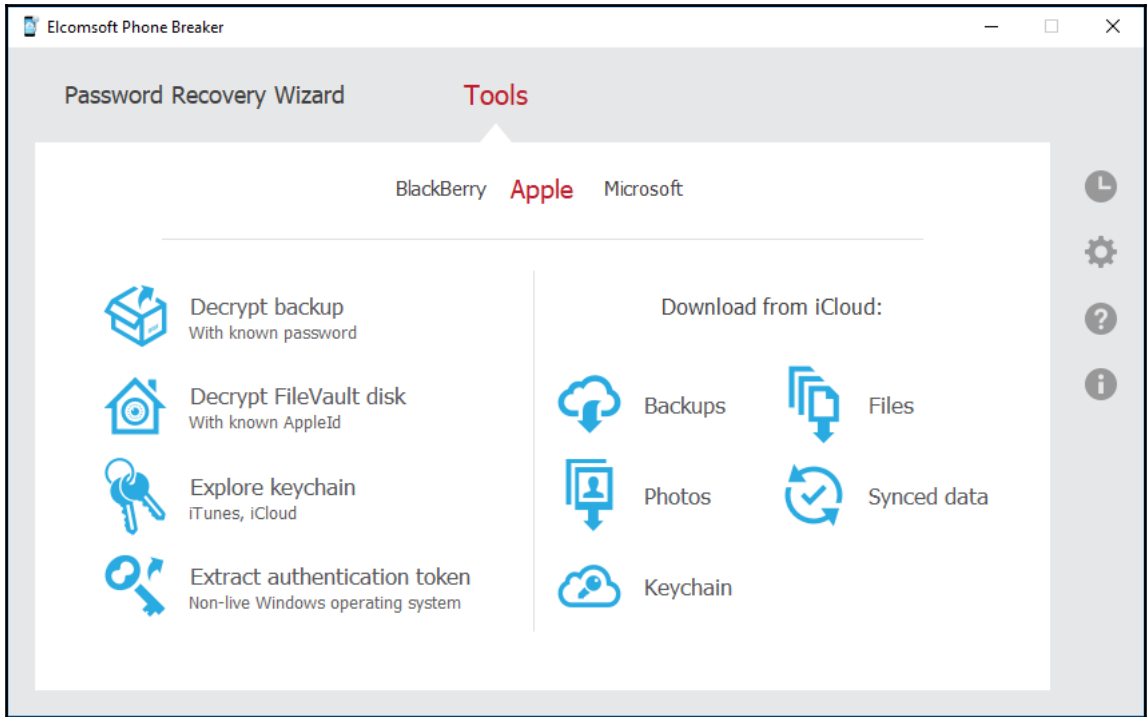 Elcomsoft Phone Breaker
Password Recovery Wizard
Tools
BlackBerry
Apple
Microsoft
Decrypt backup
With known password
Decrypt FileVault disk
With known AppleId
Explore keychain
iTunes, iCloud
Extract authentication token
Non-live Windows operating system
Download from iCloud:
Backups
Files
Photos
Synced data
Keychain